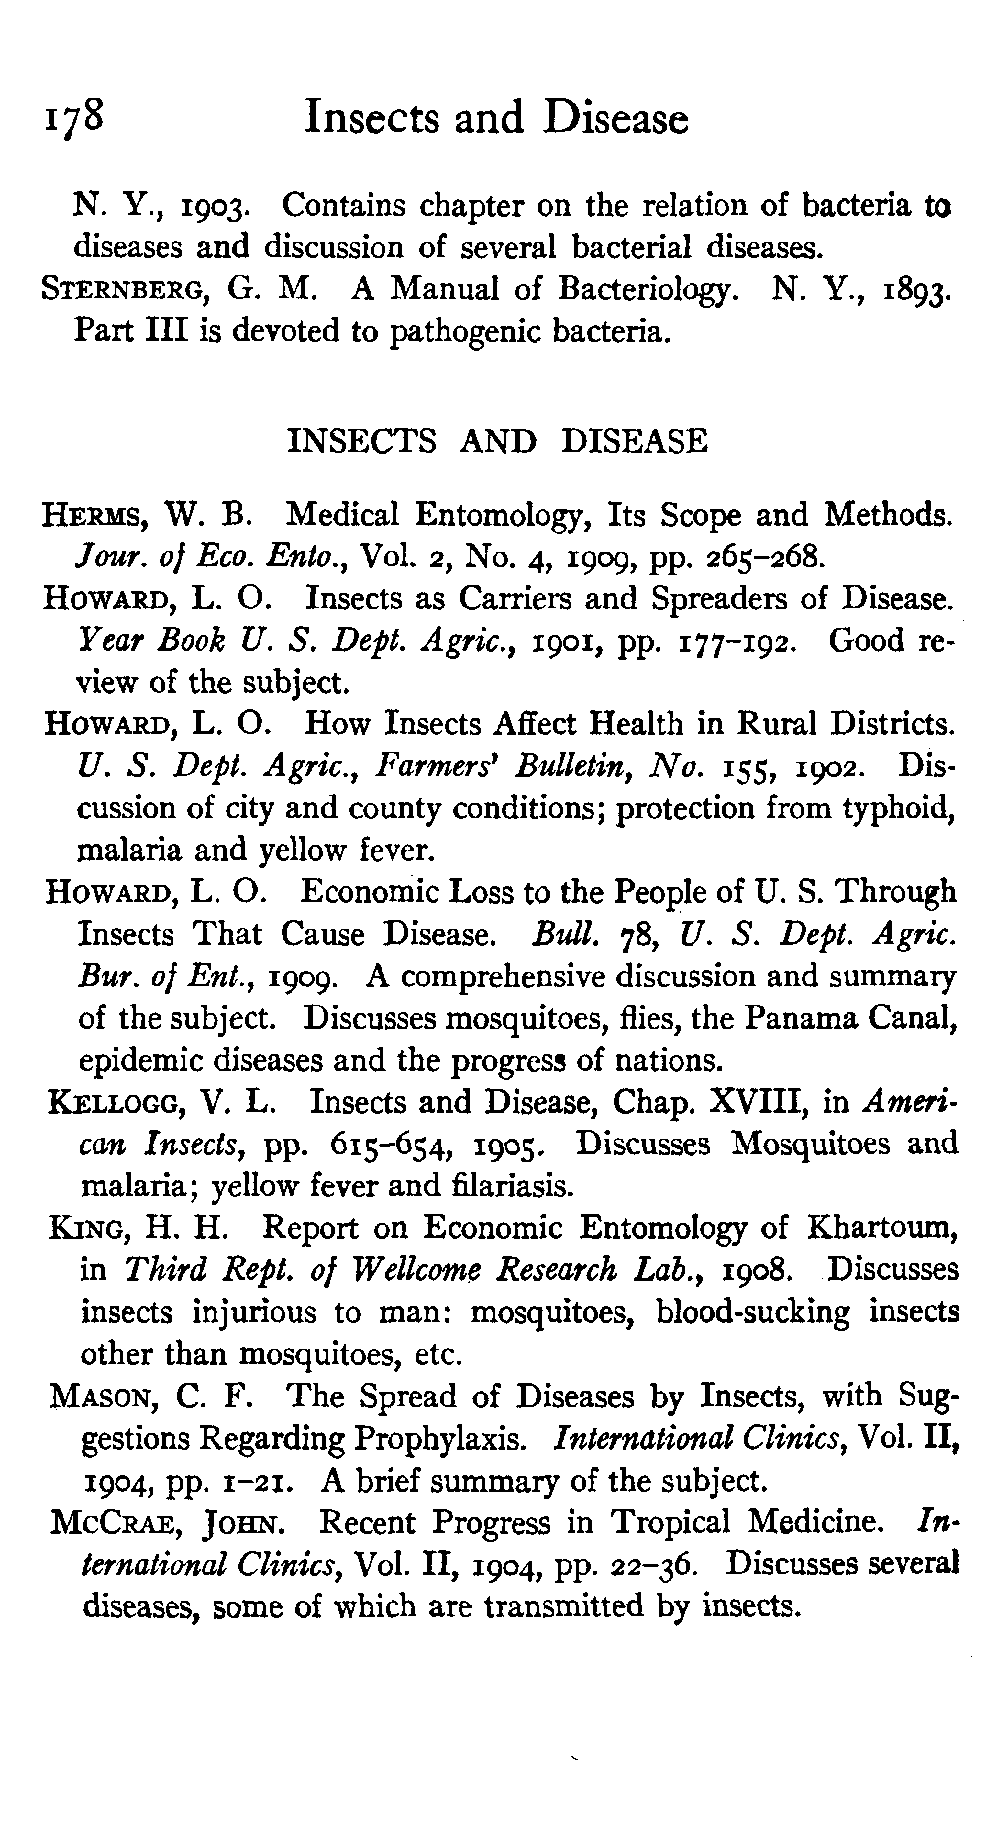 178 Insects and Disease
N. Y., 1903. Contains chapter on the relation of bacteria to
diseases and discussion of several bacterial diseases.
STERNBERG, G. M. A Manual of Bacteriology. N. Y., 1893.
Part III is devoted to pathogenic bacteria.
INSECTS AND DISEASE
HERMS, W. B. Medical Entomology, Its Scope and Methods.
Jour. of Eco. Ento., Vol. 2, No. 4, 1909, pp. 265–268.
HOWARD, L. O. Insects as Carriers and Spreaders of Disease.
Year Book U. S. Dept. Agric., 1901, pp. 177–192. Good re-
view of the subject.
HOWARD, L. O. How Insects Affect Health in Rural Districts.
U. S. Dept. Agric., Farmers' Bulletin, No. 155, 1902. Dis-
cussion of city and county conditions; protection from typhoid,
malaria and yellow fever.
HOWARD, L. O. Economic Loss to the People of U. S. Through
Insects That Cause Disease. Bull. 78, U. S. Dept. Agric.
Bur. of Ent., 1909. A comprehensive discussion and summary
of the subject. Discusses mosquitoes, flies, the Panama Canal,
epidemic diseases and the progress of nations.
KELLOGG, V. L. Insects and Disease, Chap. XVIII, in Ameri-
can Insects, pp. 615–654, 1905. Discusses Mosquitoes and
malaria; yellow fever and filariasis.
KING, H. H. Report on Economic Entomology of Khartoum,
in Third Rept. of Wellcome Research Lab., 1908. Discusses
insects injurious to man: mosquitoes, blood-sucking insects
other than mosquitoes, etc.
MASON, C. F. The Spread of Diseases by Insects, with Sug-
gestions Regarding Prophylaxis. International Clinics, Vol. II,
1904, pp. 1–21. A brief summary of the subject.
MCCRAE, JOHN. Recent Progress in Tropical Medicine. In-
ternational Clinics, Vol. II, 1904, pp. 22–36. Discusses several
diseases, some of which are transmitted by insects.